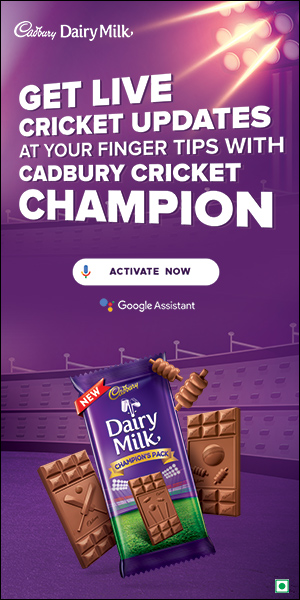 Cadbury Dairy Milk
GET LIVE
CRICKET UPDATES
AT YOUR FINGER TIPS WITH
CADBURY CRICKET
CHAMPION
ACTIVATE NOW
Google Assistant
NEW
Cadbury
Dairy
Milk
CHAMPION'S PACK